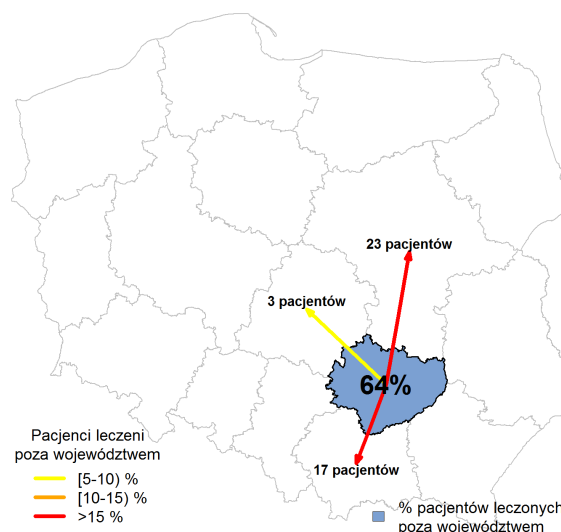 23 pacjentów
3 pacjentów
64%
17 pacjentów
Pacjenci leczeni
poza województwem
[5-10) %
[10-15) %
>15 %
% pacjentów leczonych
poza województwem